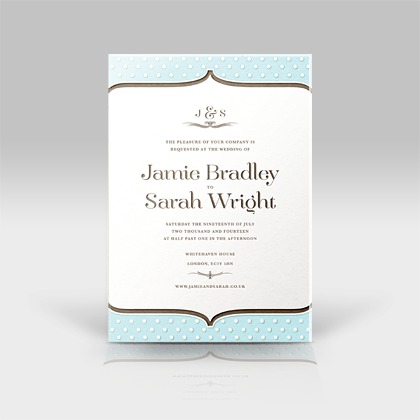 J & S
THE PLEASURE OF YOUR COMPANY IS
REQUESTED AT THE WEDDING OF
Jamie Bradley
TO
Sarah Wright
SATURDAY THE NINETEENTH OF JULY
TWO THOUSAND AND FOURTEEN
AT HALF PAST ONE IN THE AFTERNOON
WHITEHAVEN HOUSE
LONDON, EC1Y 1BN
WWW.JAMIEANDSARAH.CO.UK